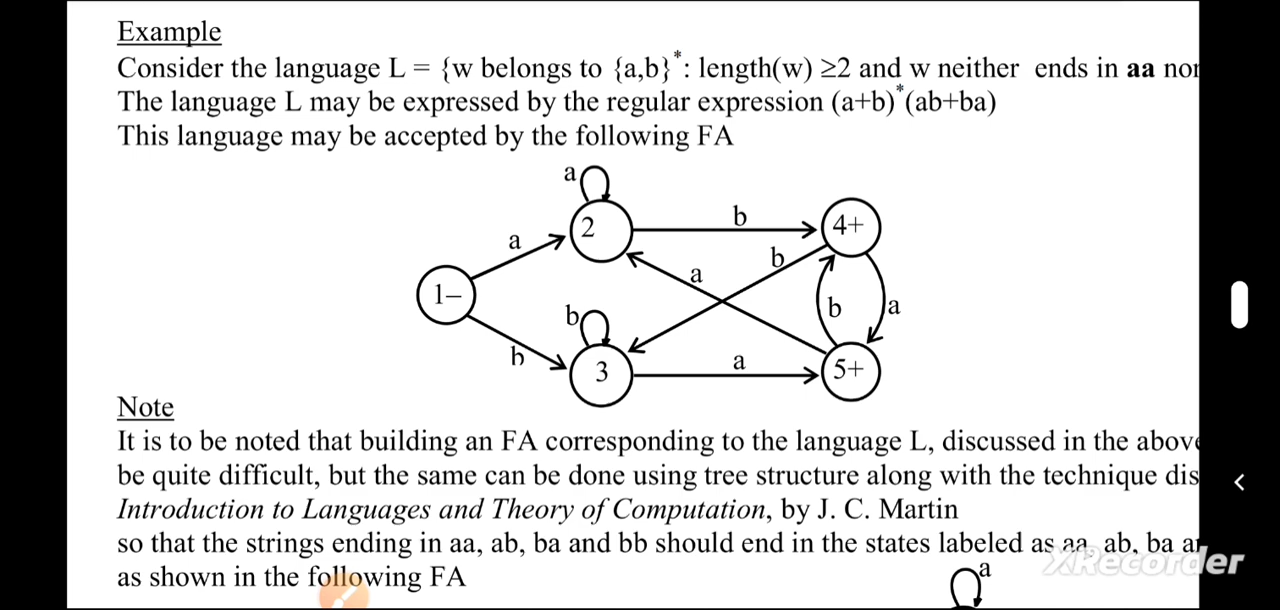 Example
Consider the language L = {w belongs to {a,b}*: length(w) ≥2 and w neither ends in aa nor
The language L may be expressed by the regular expression (a+b)*(ab+ba)
This language may be accepted by the following FA
a
2
b
4+
a
b
a
1–
b
b
a
b
3
a
5+
Note
It is to be noted that building an FA corresponding to the language L, discussed in the above
be quite difficult, but the same can be done using tree structure along with the technique dis
Introduction to Languages and Theory of Computation, by J. C. Martin
so that the strings ending in aa, ab, ba and bb should end in the states labeled as aa, ab, ba
as shown in the following FA
XRecorder
a